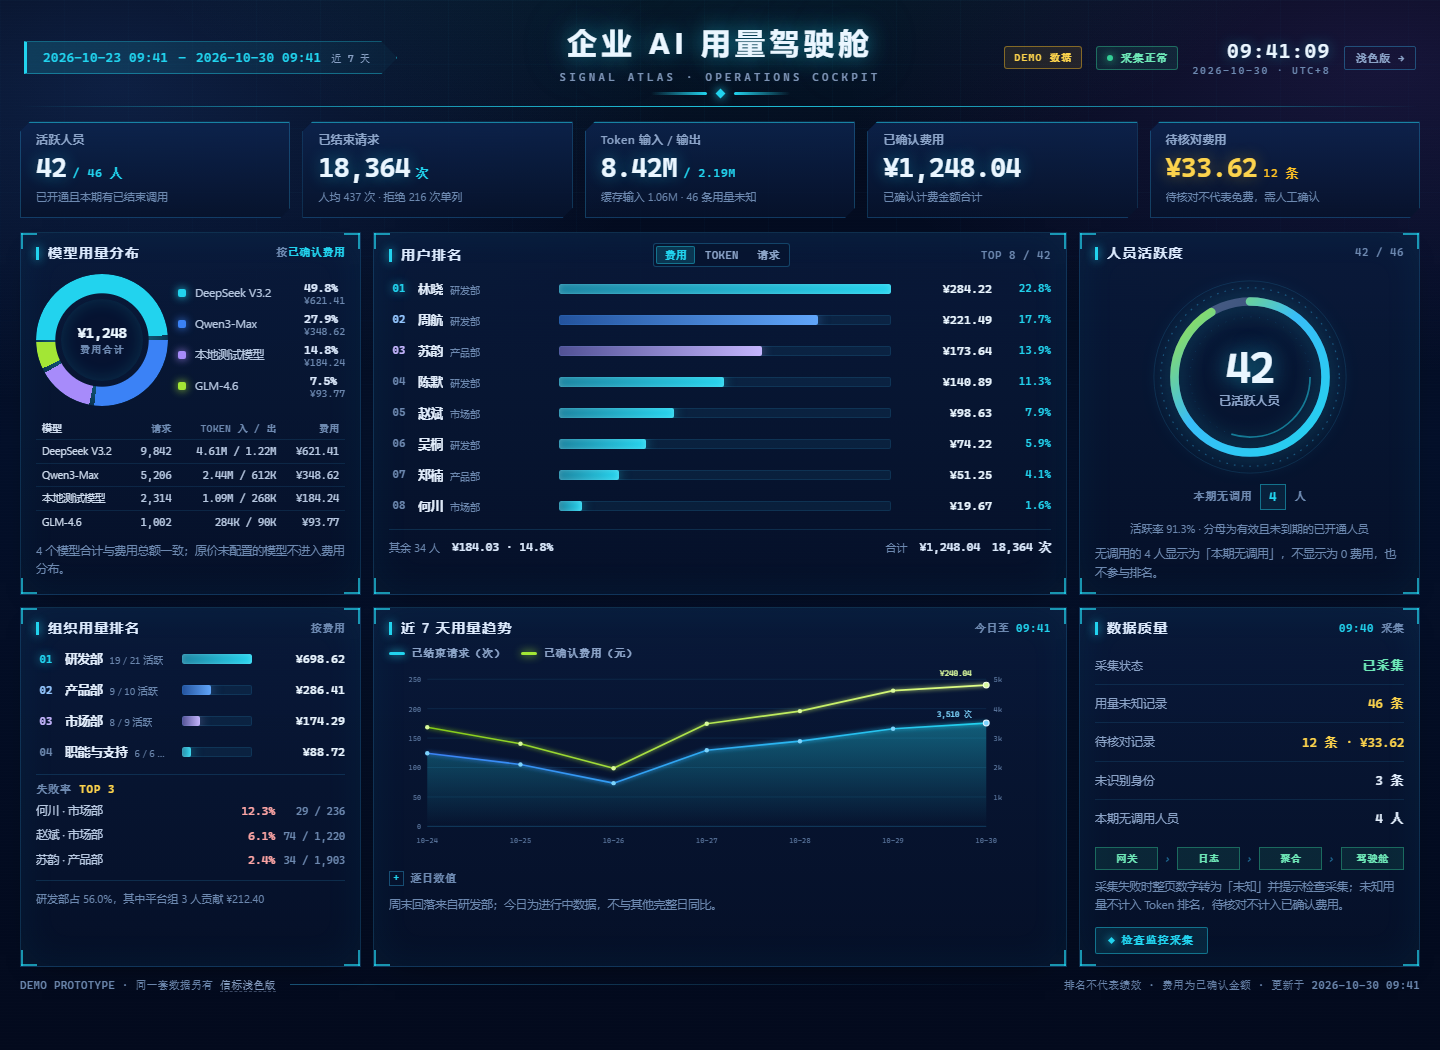 2026-10-23 09:41 — 2026-10-30 09:41 近 7 天
企业 AI 用量驾驶舱
SIGNAL ATLAS · OPERATIONS COCKPIT
DEMO 数据
采集正常
09:41:09
2026-10-30 · UTC+8
浅色版 →
活跃人员
42 / 46 人
已开通且本期有已结束调用
已结束请求
18,364 次
人均 437 次 · 拒绝 216 次单列
Token 输入 / 输出
8.42M / 2.19M
缓存输入 1.06M · 46 条用量未知
已确认费用
¥1,248.04
已确认计费金额合计
待核对费用
¥33.62 12 条
待核对不代表免费，需人工确认
模型用量分布
按已确认费用
¥1,248
费用合计
DeepSeek V3.2 49.8%
¥621.41
Qwen3-Max 27.9%
¥348.62
本地测试模型 14.8%
¥184.24
GLM-4.6 7.5%
¥93.77
模型 请求 TOKEN 入 / 出 费用
DeepSeek V3.2 9,842 4.61M / 1.22M ¥621.41
Qwen3-Max 5,206 2.44M / 612K ¥348.62
本地测试模型 2,314 1.09M / 268K ¥184.24
GLM-4.6 1,002 284K / 90K ¥93.77
4 个模型合计与费用总额一致；原价未配置的模型不进入费用
分布。
用户排名
费用 TOKEN 请求
TOP 8 / 42
01 林晓 研发部 ¥284.22 22.8%
02 周航 研发部 ¥221.49 17.7%
03 苏韵 产品部 ¥173.64 13.9%
04 陈默 研发部 ¥140.89 11.3%
05 赵斌 市场部 ¥98.63 7.9%
06 吴桐 研发部 ¥74.22 5.9%
07 郑楠 产品部 ¥51.25 4.1%
08 何川 市场部 ¥19.67 1.6%
其余 34 人 ¥184.03 · 14.8%
合计 ¥1,248.04 18,364 次
人员活跃度
42 / 46
42
已活跃人员
本期无调用 4 人
活跃率 91.3% · 分母为有效且未到期的已开通人员
无调用的 4 人显示为「本期无调用」，不显示为 0 费用，也
不参与排名。
组织用量排名
按费用
01 研发部 19 / 21 活跃 ¥698.62
02 产品部 9 / 10 活跃 ¥286.41
03 市场部 8 / 9 活跃 ¥174.29
04 职能与支持 6 / 6 … ¥88.72
失败率 TOP 3
何川 · 市场部 12.3% 29 / 236
赵斌 · 市场部 6.1% 74 / 1,220
苏韵 · 产品部 2.4% 34 / 1,903
研发部占 56.0%，其中平台组 3 人贡献 ¥212.40
近 7 天用量趋势
今日至 09:41
已结束请求（次） 已确认费用（元）
250
200
150
100
50
0
5k
4k
3k
2k
1k
¥240.04
3,510 次
10-24 10-25 10-26 10-27 10-28 10-29 10-30
+ 逐日数值
周末回落来自研发部；今日为进行中数据，不与其他完整日同比。
数据质量
09:40 采集
采集状态 已采集
用量未知记录 46 条
待核对记录 12 条 · ¥33.62
未识别身份 3 条
本期无调用人员 4 人
网关 › 日志 › 聚合 › 驾驶舱
采集失败时整页数字转为「未知」并提示检查采集；未知用
量不计入 Token 排名，待核对不计入已确认费用。
◆ 检查监控采集
DEMO PROTOTYPE · 同一套数据另有 信标浅色版
排名不代表绩效 · 费用为已确认金额 · 更新于 2026-10-30 09:41